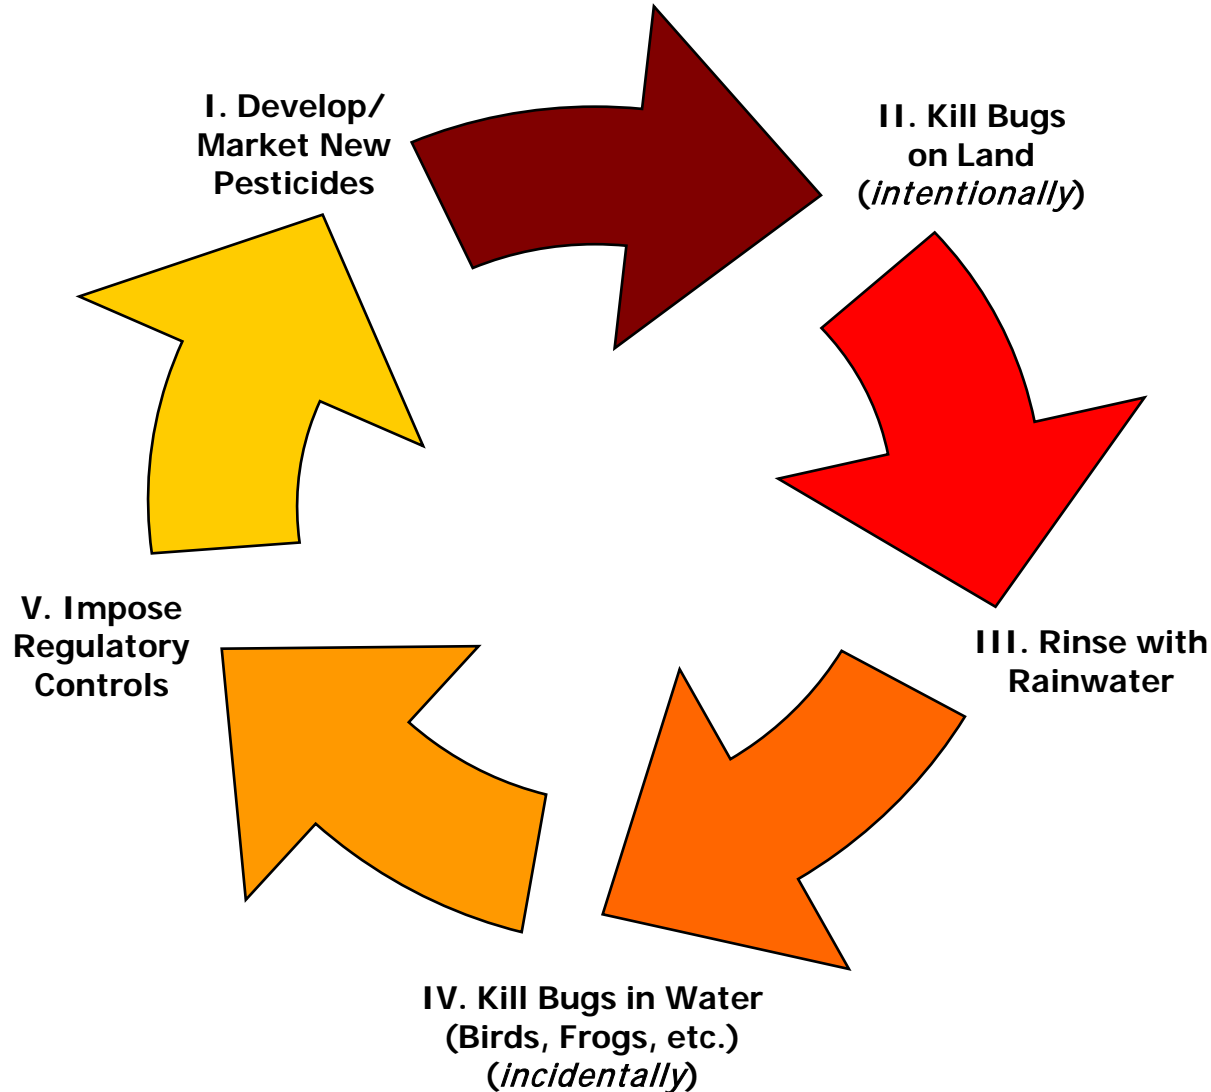 I. Develop/
Market New
Pesticides
II. Kill Bugs
on Land
(intentionally)
III. Rinse with
Rainwater
IV. Kill Bugs in Water
(Birds, Frogs, etc.)
(incidentally)
V. Impose
Regulatory
Controls